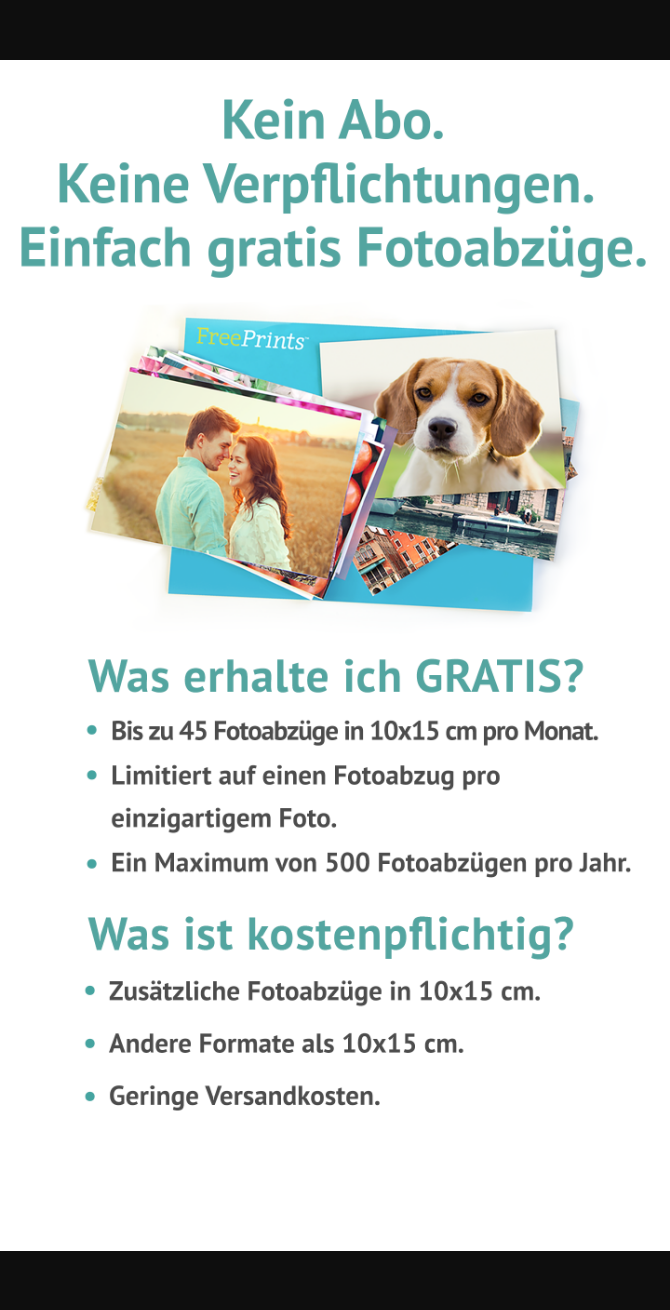 Kein Abo.
Keine Verpflichtungen.
Einfach gratis Fotoabzüge.
FreePrints™
Was erhalte ich GRATIS?
• Bis zu 45 Fotoabzüge in 10x15 cm pro Monat.
• Limitiert auf einen Fotoabzug pro
einzigartigem Foto.
• Ein Maximum von 500 Fotoabzügen pro Jahr.
Was ist kostenpflichtig?
• Zusätzliche Fotoabzüge in 10x15 cm.
• Andere Formate als 10x15 cm.
• Geringe Versandkosten.